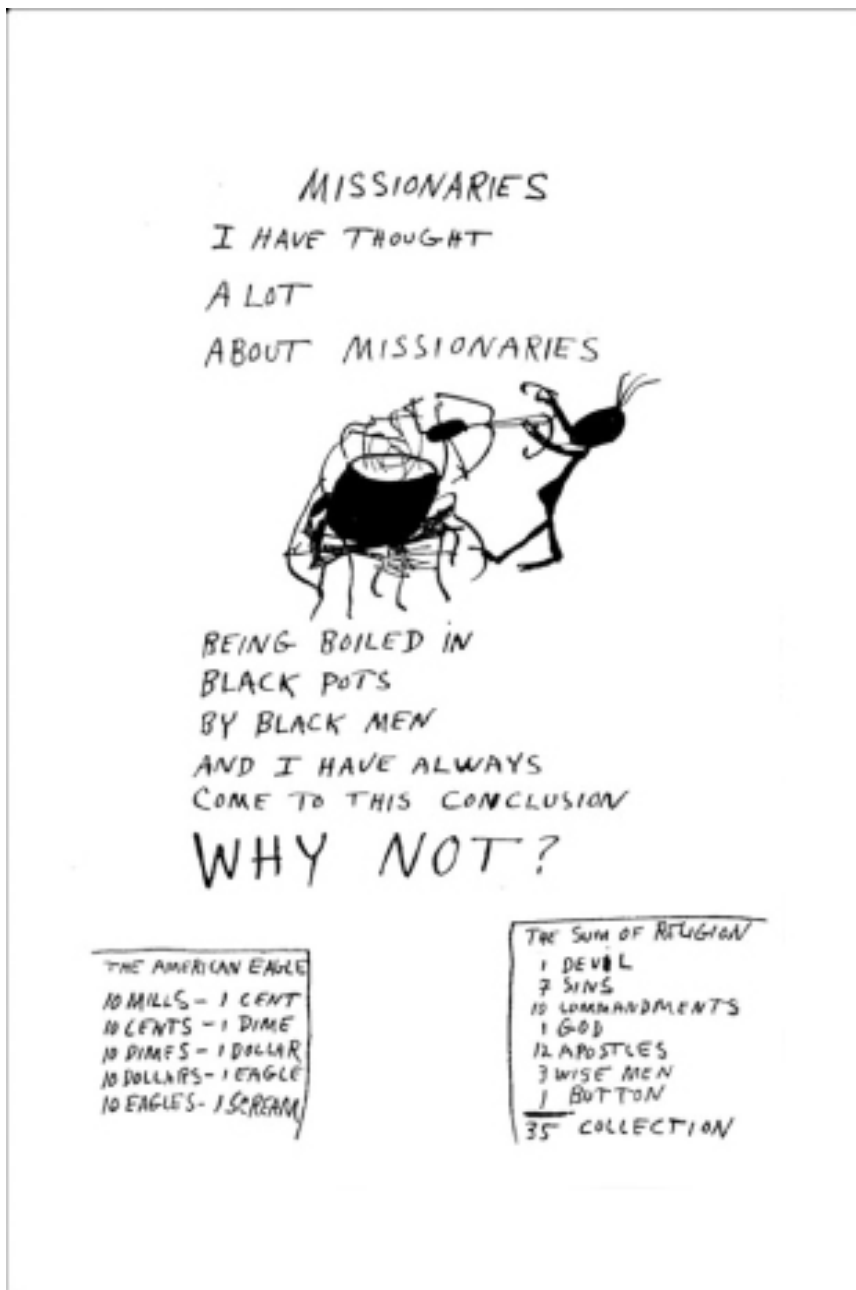 MISSIONARIES
I HAVE THOUGHT
A LOT
ABOUT MISSIONARIES
BEING BOILED IN
BLACK POTS
BY BLACK MEN
AND I HAVE ALWAYS
COME TO THIS CONCLUSION
WHY NOT?
THE AMERICAN EAGLE
10 MILLS - 1 CENT
10 CENTS - 1 DIME
10 DIMES - 1 DOLLAR
10 DOLLARS - 1 EAGLE
10 EAGLES - 1 SCREAM
THE SUM OF RELIGION
1 DEVIL
7 SINS
10 COMMANDMENTS
1 GOD
12 APOSTLES
3 WISE MEN
1 BUTTON
35 COLLECTION